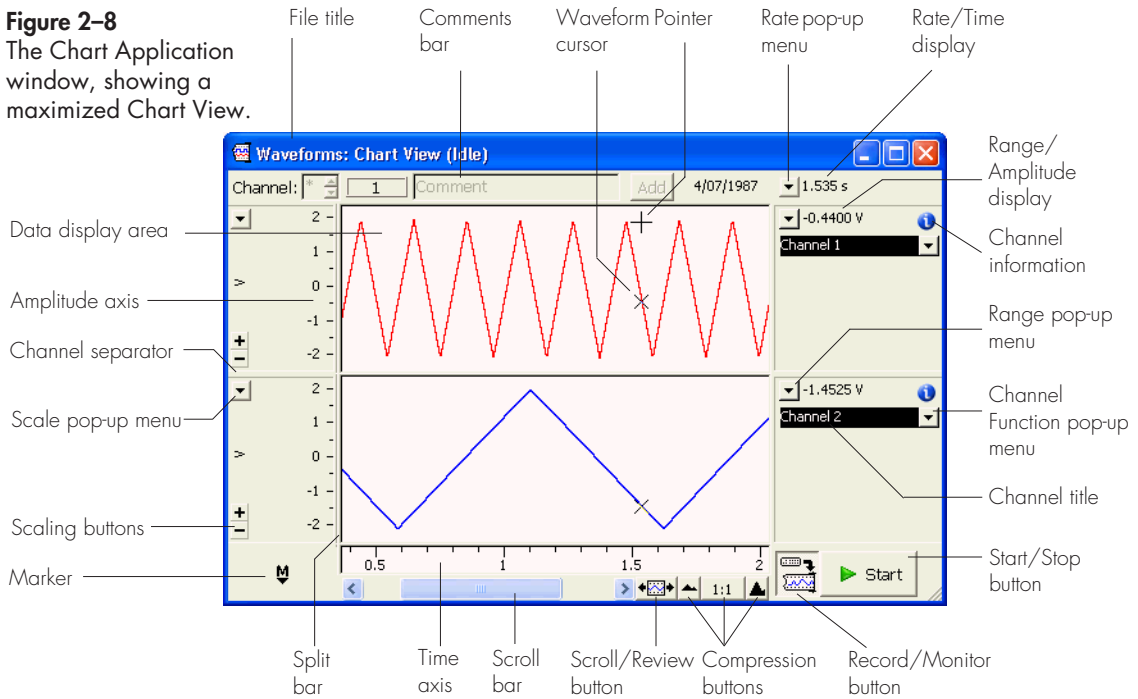 Figure 2–8
The Chart Application
window, showing a
maximized Chart View.
File title
Comments
bar
Waveform Pointer
cursor
Rate pop-up
menu
Rate/Time
display
Waveforms: Chart View (Idle)
Channel: * 1 Comment Add 4/07/1987 1.535 s
Range/
Amplitude
display
Data display area
Amplitude axis
Channel separator
Scale pop-up menu
Scaling buttons
Marker
2
1
0
-1
-2
V
+
−
-0.4400 V
i
Channel 1
Channel
information
Range pop-up
menu
2
1
0
-1
-2
V
+
−
-1.4525 V
i
Channel 2
Channel
Function pop-up
menu
Channel title
0.5 1 1.5 2
M
1:1
Start
Start/Stop
button
Split
bar
Time
axis
Scroll
bar
Scroll/Review
button
Compression
buttons
Record/Monitor
button